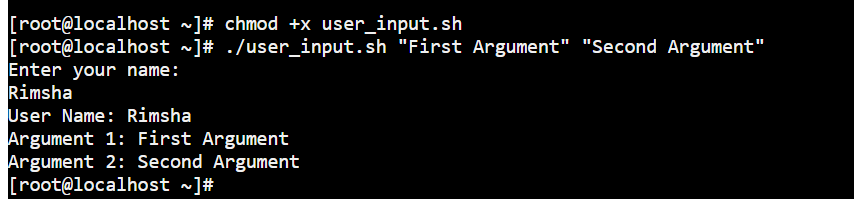 [root@localhost ~]# chmod +x user_input.sh
[root@localhost ~]# ./user_input.sh "First Argument" "Second Argument"
Enter your name:
Rimsha
User Name: Rimsha
Argument 1: First Argument
Argument 2: Second Argument
[root@localhost ~]#